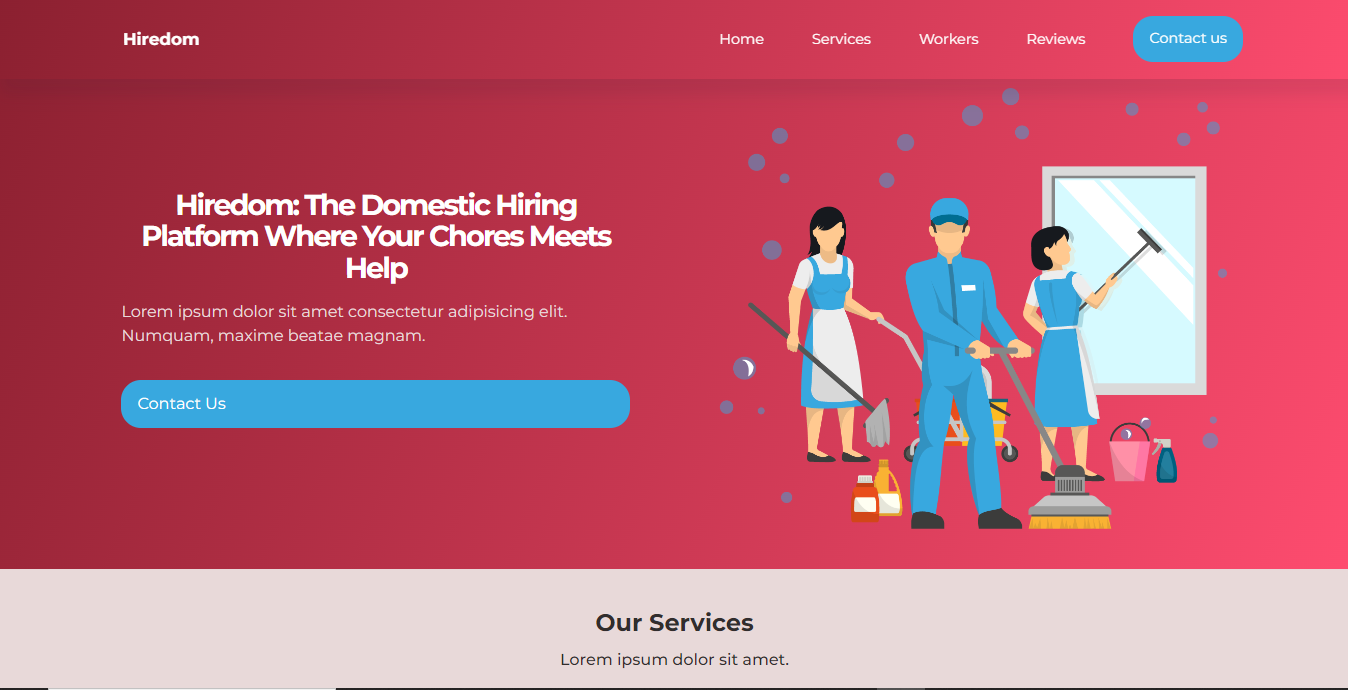 Hiredom
Home
Services
Workers
Reviews
Contact us
Hiredom: The Domestic Hiring
Platform Where Your Chores Meets
Help
Lorem ipsum dolor sit amet consectetur adipisicing elit.
Numquam, maxime beatae magnam.
Contact Us
Our Services
Lorem ipsum dolor sit amet.